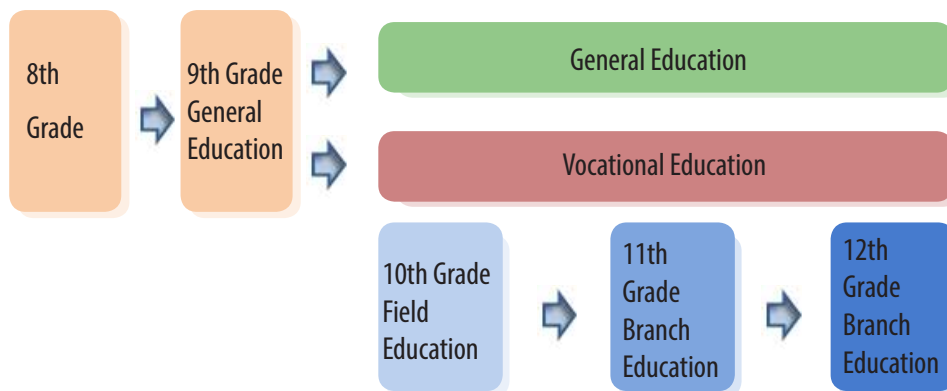 8th
Grade
9th Grade
General
Education
General Education
Vocational Education
10th Grade
Field
Education
11th
Grade
Branch
Education
12th
Grade
Branch
Education